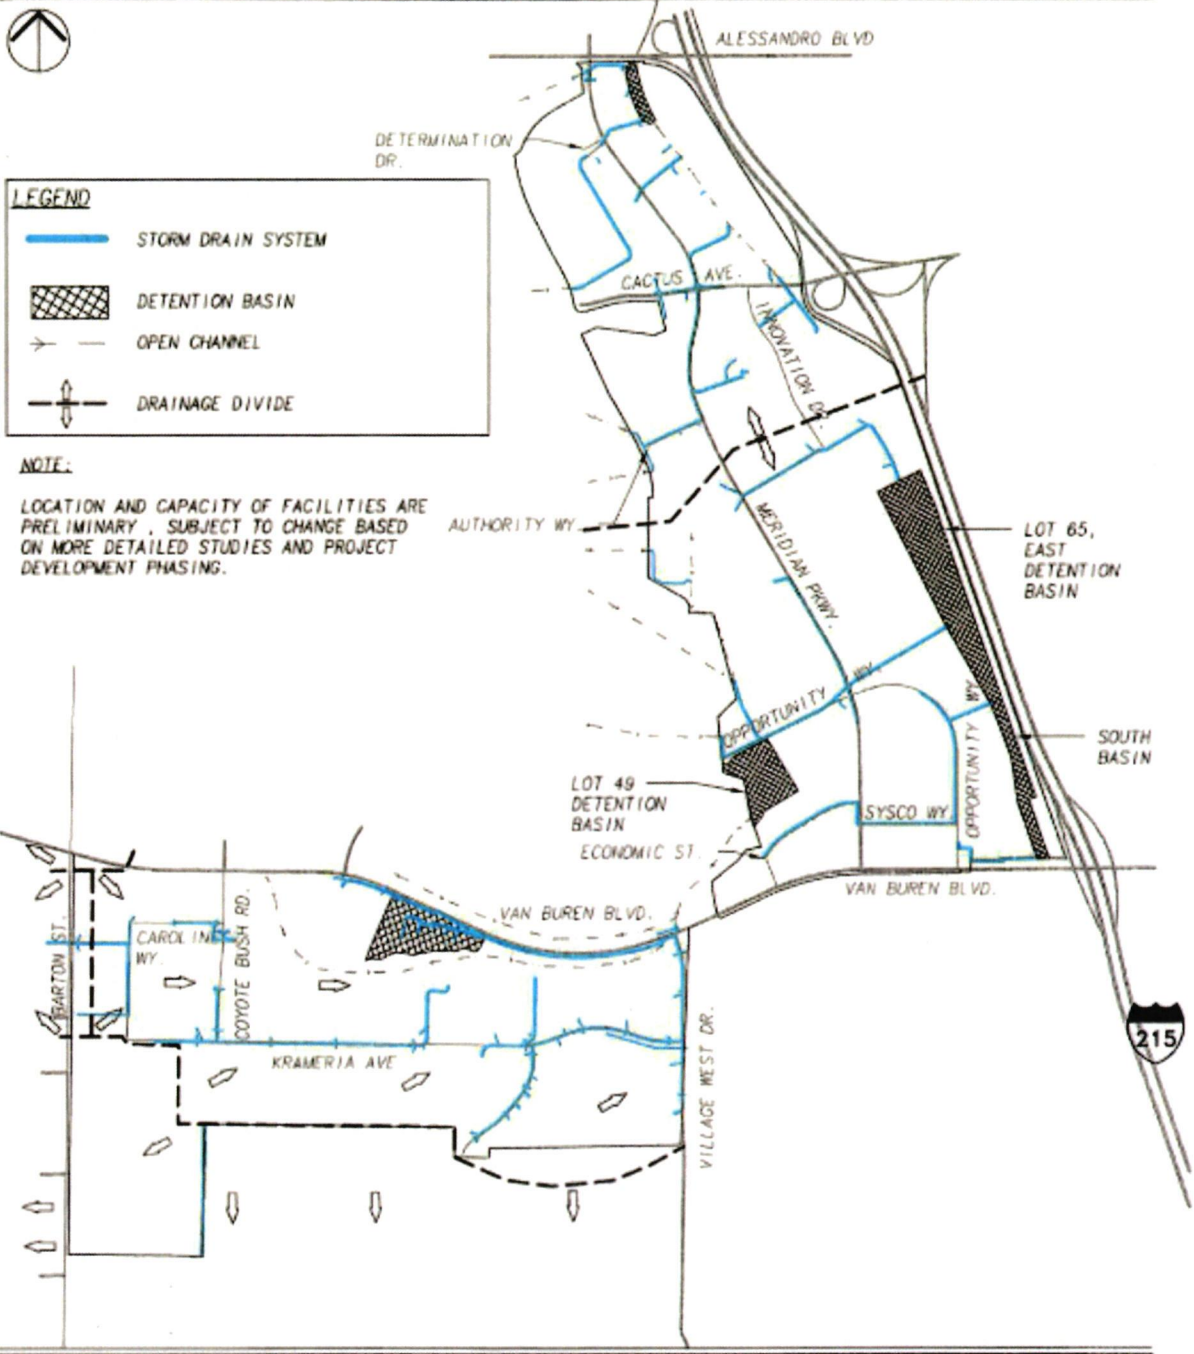 ALESSANDRO BLVD
DETERMINATION
DR.
LEGEND
STORM DRAIN SYSTEM
DETENTION BASIN
OPEN CHANNEL
DRAINAGE DIVIDE
NOTE:
LOCATION AND CAPACITY OF FACILITIES ARE
PRELIMINARY , SUBJECT TO CHANGE BASED
ON MORE DETAILED STUDIES AND PROJECT
DEVELOPMENT PHASING.
CACTUS AVE.
INNOVATION DR.
AUTHORITY WY.
MERIDIAN PKWY.
LOT 65,
EAST
DETENTION
BASIN
OPPORTUNITY WY
OPPORTUNITY WY
SOUTH
BASIN
LOT 49
DETENTION
BASIN
SYSCO WY
ECONOMIC ST.
VAN BUREN BLVD.
VAN BUREN BLVD.
BARTON ST.
CAROLINE
WY.
COYOTE BUSH RD.
KRAMERIA AVE
VILLAGE WEST DR.
215